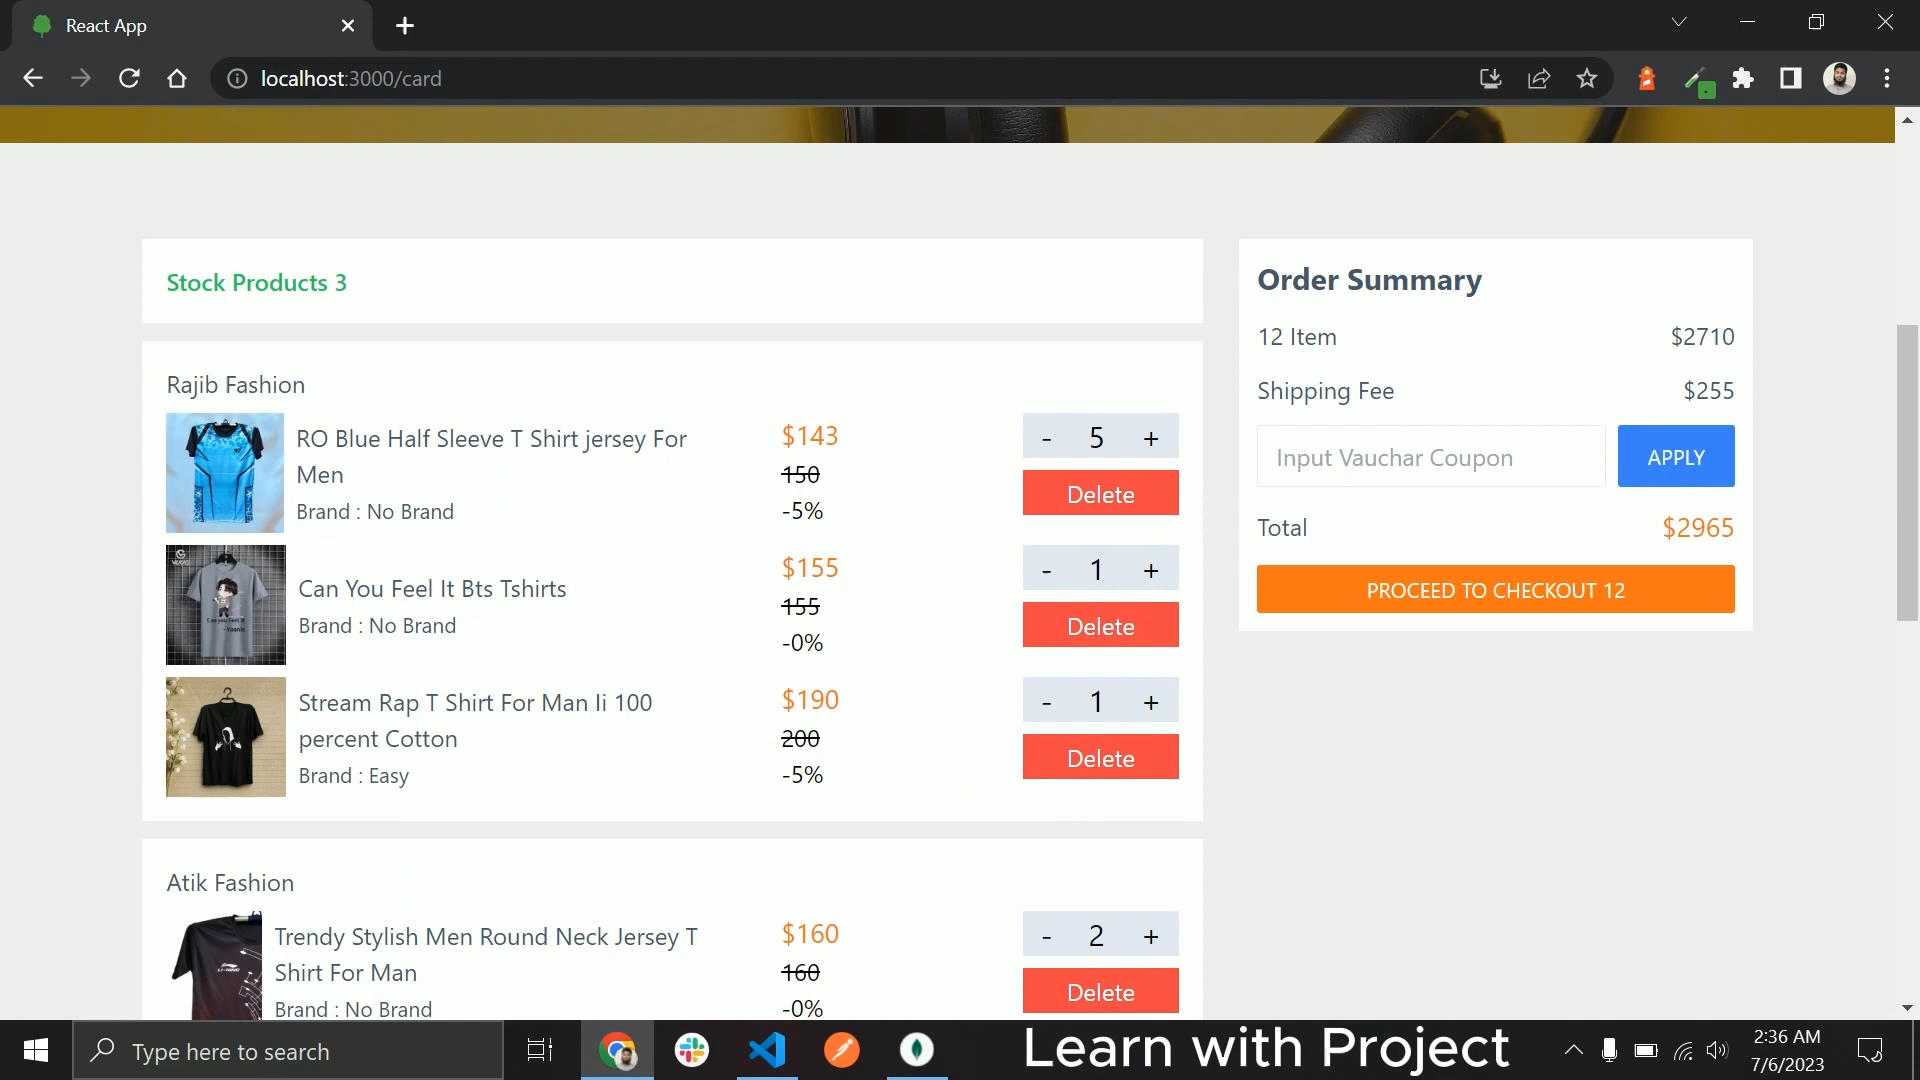 React App
localhost:3000/card
Stock Products 3
Rajib Fashion
RO Blue Half Sleeve T Shirt jersey For
Men
Brand : No Brand
$143
150
-5%
- 5 +
Delete
Can You Feel It Bts Tshirts
Brand : No Brand
$155
155
-0%
- 1 +
Delete
Stream Rap T Shirt For Man Ii 100
percent Cotton
Brand : Easy
$190
200
-5%
- 1 +
Delete
Atik Fashion
Trendy Stylish Men Round Neck Jersey T
Shirt For Man
Brand : No Brand
$160
160
-0%
- 2 +
Delete
Order Summary
12 Item $2710
Shipping Fee $255
Input Vauchar Coupon APPLY
Total $2965
PROCEED TO CHECKOUT 12
Type here to search
Learn with Project
2:36 AM
7/6/2023